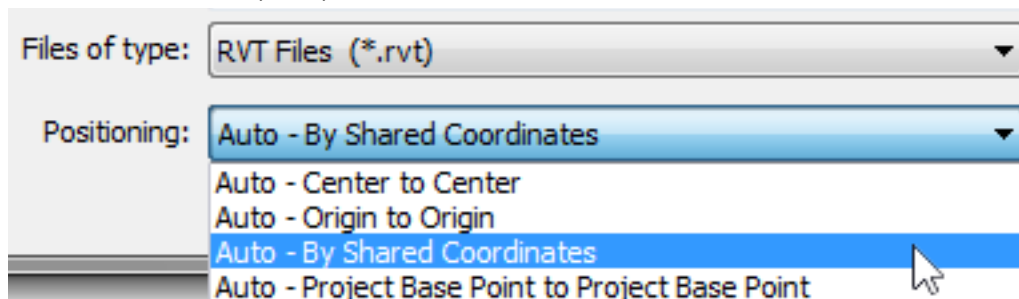 Files of type: RVT Files (*.rvt)
Positioning: Auto - By Shared Coordinates
Auto - Center to Center
Auto - Origin to Origin
Auto - By Shared Coordinates
Auto - Project Base Point to Project Base Point